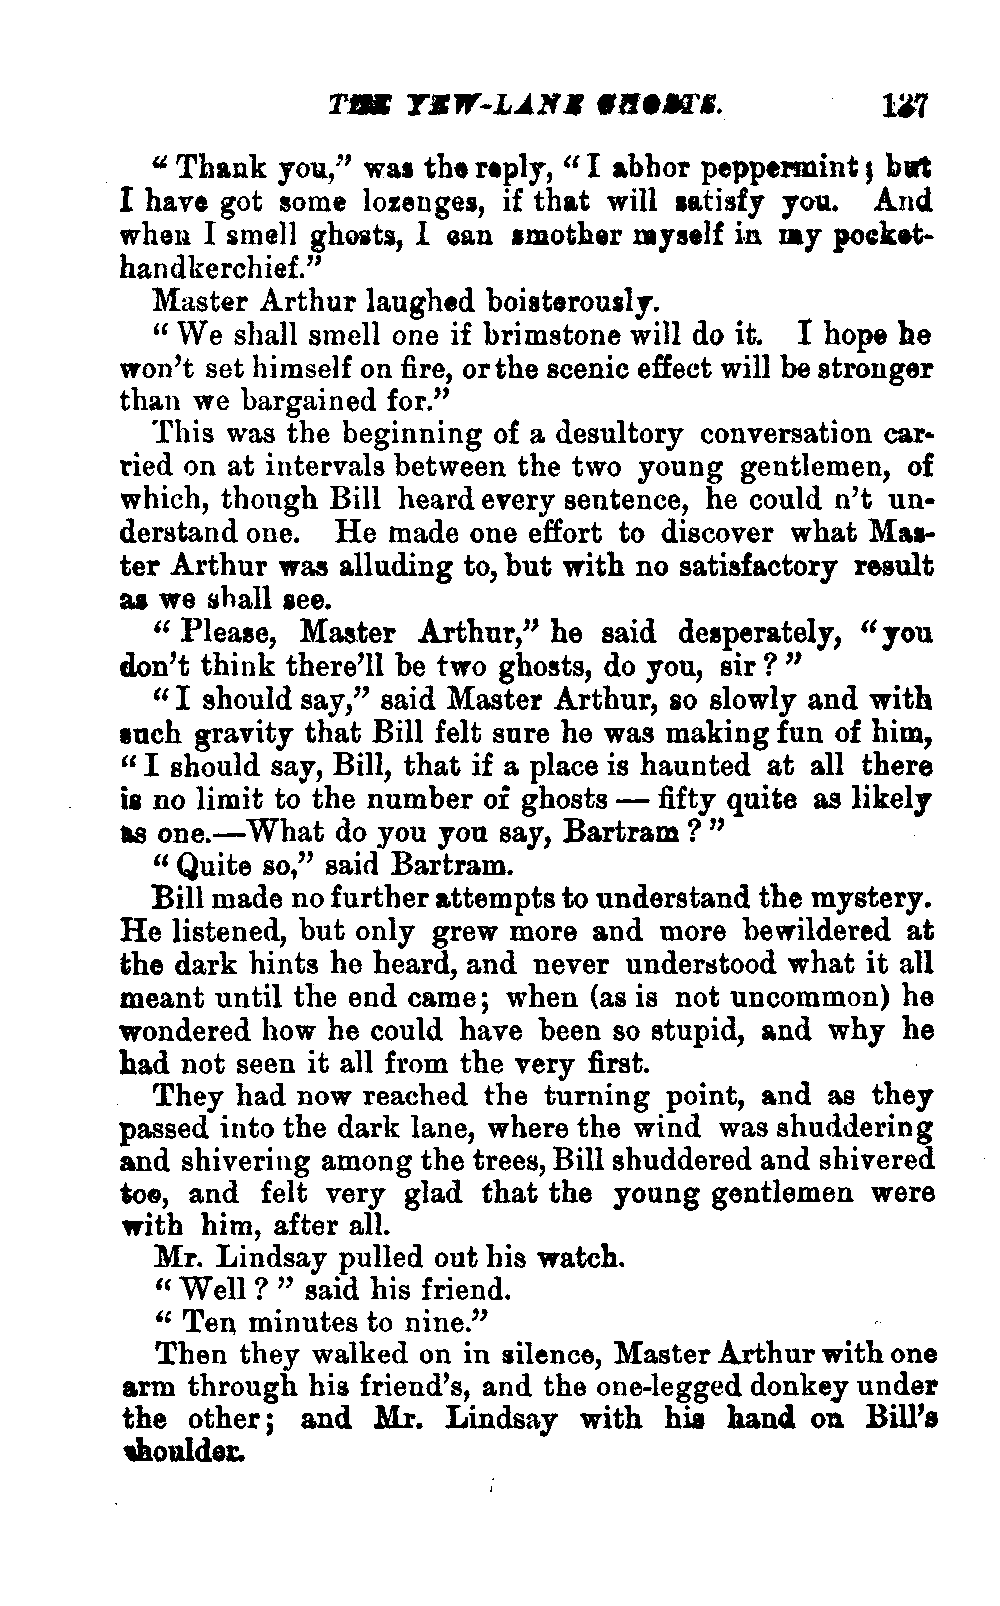 THE YEW-LANE GHOSTS. 127
“Thank you,” was the reply, “I abhor peppermint; but
I have got some lozenges, if that will satisfy you. And
when I smell ghosts, I can smother myself in my pocket-
handkerchief.”
Master Arthur laughed boisterously.
“We shall smell one if brimstone will do it. I hope he
won’t set himself on fire, or the scenic effect will be stronger
than we bargained for.”
This was the beginning of a desultory conversation car-
ried on at intervals between the two young gentlemen, of
which, though Bill heard every sentence, he could n’t un-
derstand one. He made one effort to discover what Mas-
ter Arthur was alluding to, but with no satisfactory result
as we shall see.
“Please, Master Arthur,” he said desperately, “you
don’t think there’ll be two ghosts, do you, sir?”
“I should say,” said Master Arthur, so slowly and with
such gravity that Bill felt sure he was making fun of him,
“I should say, Bill, that if a place is haunted at all there
is no limit to the number of ghosts — fifty quite as likely
as one.—What do you you say, Bartram?”
“Quite so,” said Bartram.
Bill made no further attempts to understand the mystery.
He listened, but only grew more and more bewildered at
the dark hints he heard, and never understood what it all
meant until the end came; when (as is not uncommon) he
wondered how he could have been so stupid, and why he
had not seen it all from the very first.
They had now reached the turning point, and as they
passed into the dark lane, where the wind was shuddering
and shivering among the trees, Bill shuddered and shivered
too, and felt very glad that the young gentlemen were
with him, after all.
Mr. Lindsay pulled out his watch.
“Well?” said his friend.
“Ten minutes to nine.”
Then they walked on in silence, Master Arthur with one
arm through his friend’s, and the one-legged donkey under
the other; and Mr. Lindsay with his hand on Bill’s
shoulder.